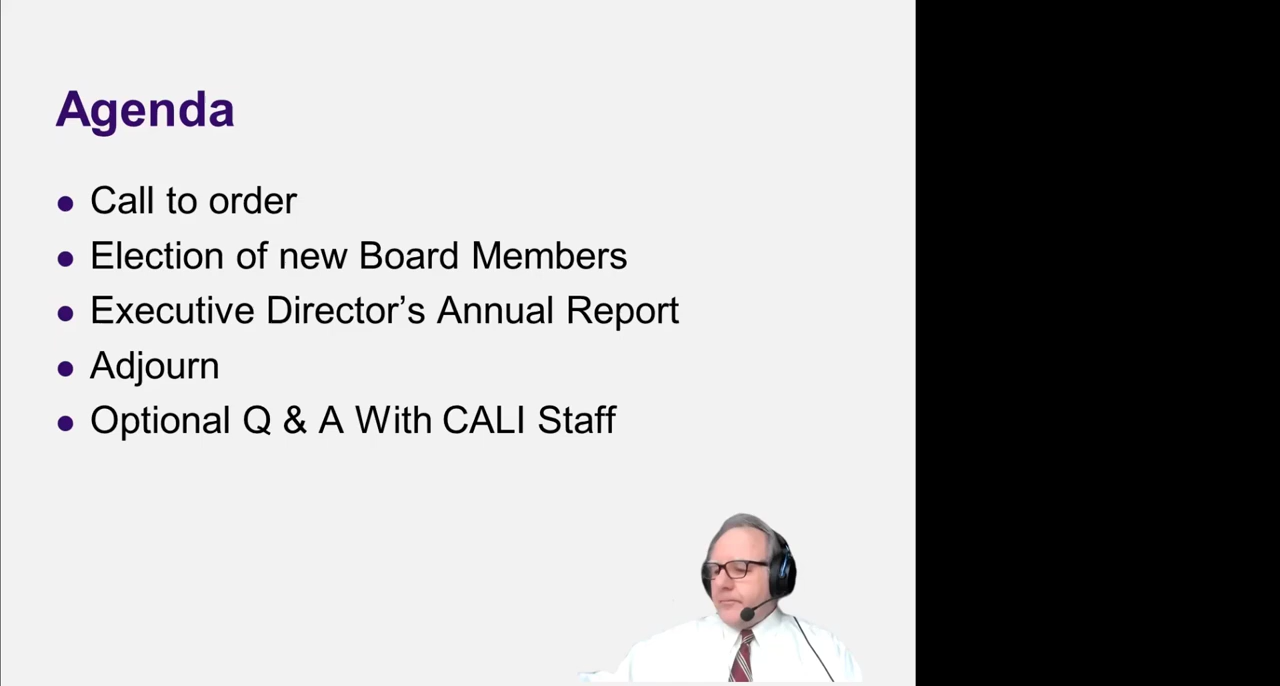 Agenda
Call to order
Election of new Board Members
Executive Director’s Annual Report
Adjourn
Optional Q & A With CALI Staff